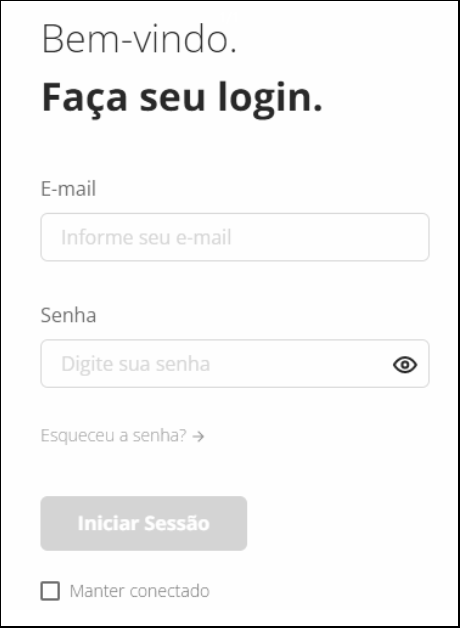 Bem-vindo.
Faça seu login.
E-mail
Informe seu e-mail
Senha
Digite sua senha
Esqueceu a senha? →
Iniciar Sessão
Manter conectado